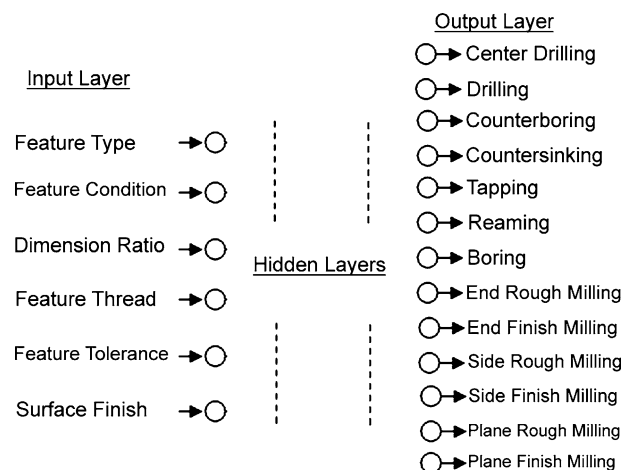 Input Layer
Feature Type
Feature Condition
Dimension Ratio
Feature Thread
Feature Tolerance
Surface Finish
Hidden Layers
Output Layer
Center Drilling
Drilling
Counterboring
Countersinking
Tapping
Reaming
Boring
End Rough Milling
End Finish Milling
Side Rough Milling
Side Finish Milling
Plane Rough Milling
Plane Finish Milling